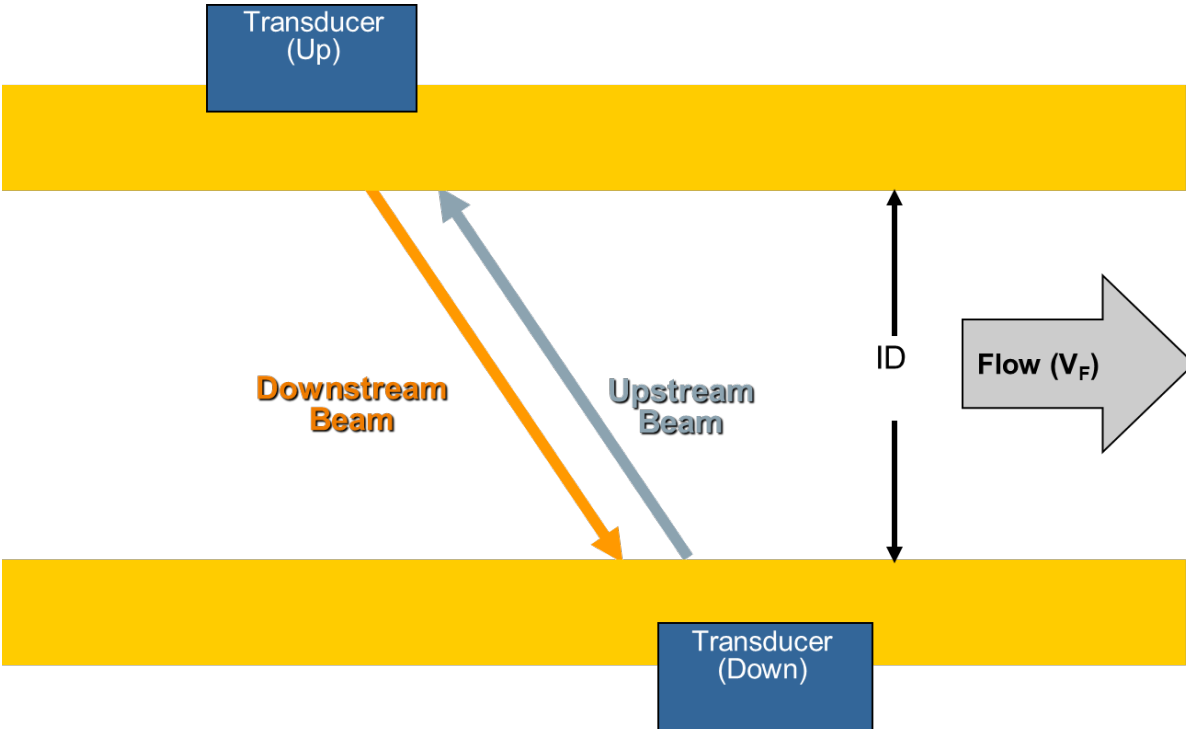 Transducer
(Up)
Downstream
Beam
Upstream
Beam
ID
Flow (VF)
Transducer
(Down)